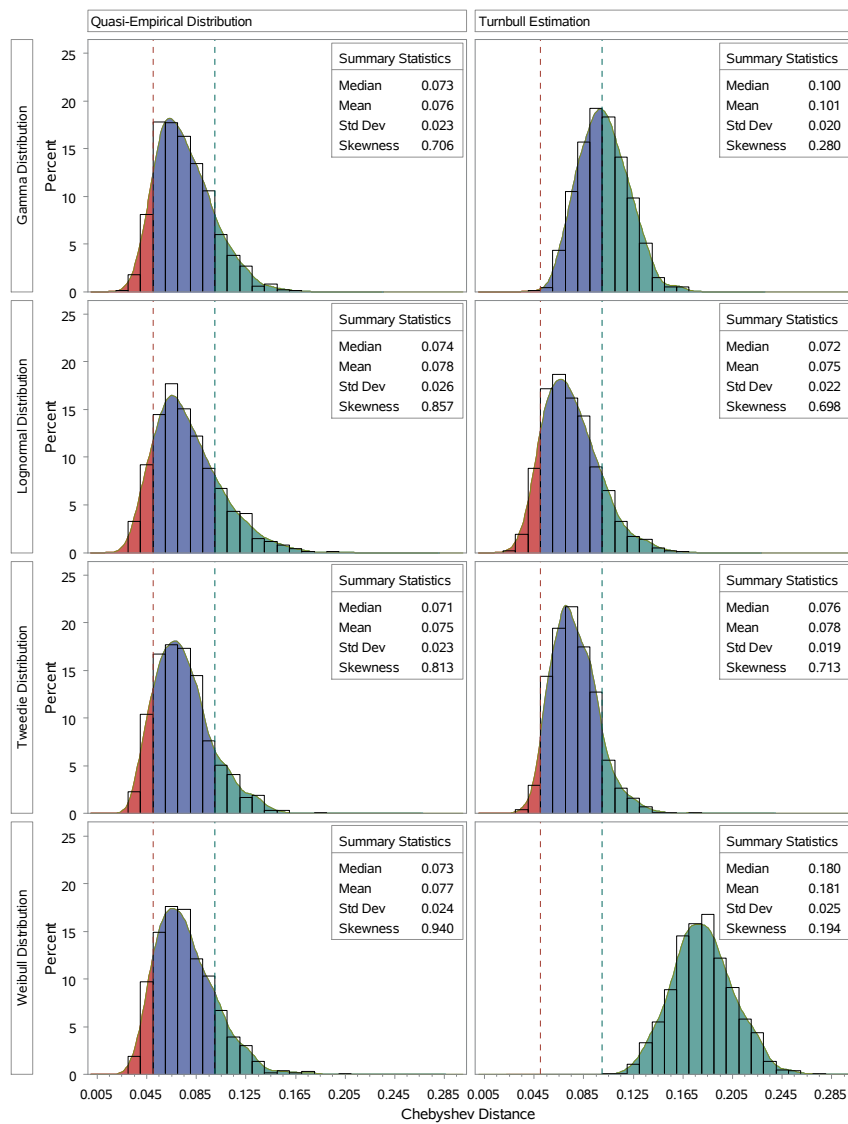 Quasi-Empirical Distribution
Turnbull Estimation
Gamma Distribution
Percent
25
20
15
10
5
0
Summary Statistics
Median 0.073
Mean 0.076
Std Dev 0.023
Skewness 0.706
Summary Statistics
Median 0.100
Mean 0.101
Std Dev 0.020
Skewness 0.280
Lognormal Distribution
Percent
25
20
15
10
5
0
Summary Statistics
Median 0.074
Mean 0.078
Std Dev 0.026
Skewness 0.857
Summary Statistics
Median 0.072
Mean 0.075
Std Dev 0.022
Skewness 0.698
Tweedie Distribution
Percent
25
20
15
10
5
0
Summary Statistics
Median 0.071
Mean 0.075
Std Dev 0.023
Skewness 0.813
Summary Statistics
Median 0.076
Mean 0.078
Std Dev 0.019
Skewness 0.713
Weibull Distribution
Percent
25
20
15
10
5
0
Summary Statistics
Median 0.073
Mean 0.077
Std Dev 0.024
Skewness 0.940
Summary Statistics
Median 0.180
Mean 0.181
Std Dev 0.025
Skewness 0.194
0.005 0.045 0.085 0.125 0.165 0.205 0.245 0.285
0.005 0.045 0.085 0.125 0.165 0.205 0.245 0.285
Chebyshev Distance